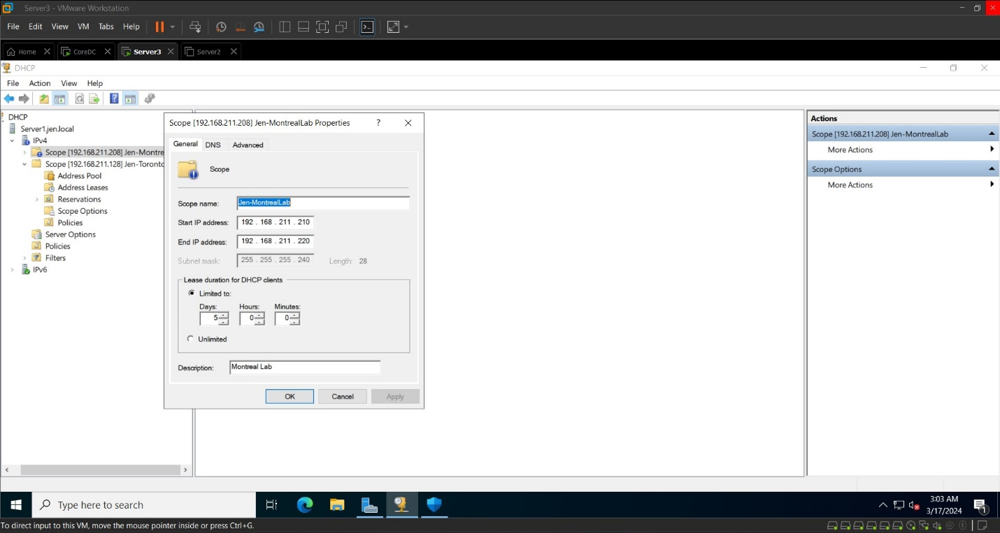 Server3 - VMware Workstation
File Edit View VM Tabs Help
Home CoreDC Server3 Server2
DHCP
File Action View Help
DHCP
Server1.jen.local
IPv4
Scope [192.168.211.208] Jen-Montre
Scope [192.168.211.128] Jen-Toronto
Address Pool
Address Leases
Reservations
Scope Options
Policies
Server Options
Policies
Filters
IPv6
Scope [192.168.211.208] Jen-MontrealLab Properties ?
General DNS Advanced
Scope
Scope name: Jen-MontrealLab
Start IP address: 192 . 168 . 211 . 210
End IP address: 192 . 168 . 211 . 220
Subnet mask: 255 . 255 . 255 . 240 Length: 28
Lease duration for DHCP clients
Limited to:
Days: Hours: Minutes:
5 0 0
Unlimited
Description: Montreal Lab
OK Cancel Apply
Actions
Scope [192.168.211.208] Jen-MontrealLab
More Actions
Scope Options
More Actions
Type here to search
3:03 AM
3/17/2024
1
To direct input to this VM, move the mouse pointer inside or press Ctrl+G.